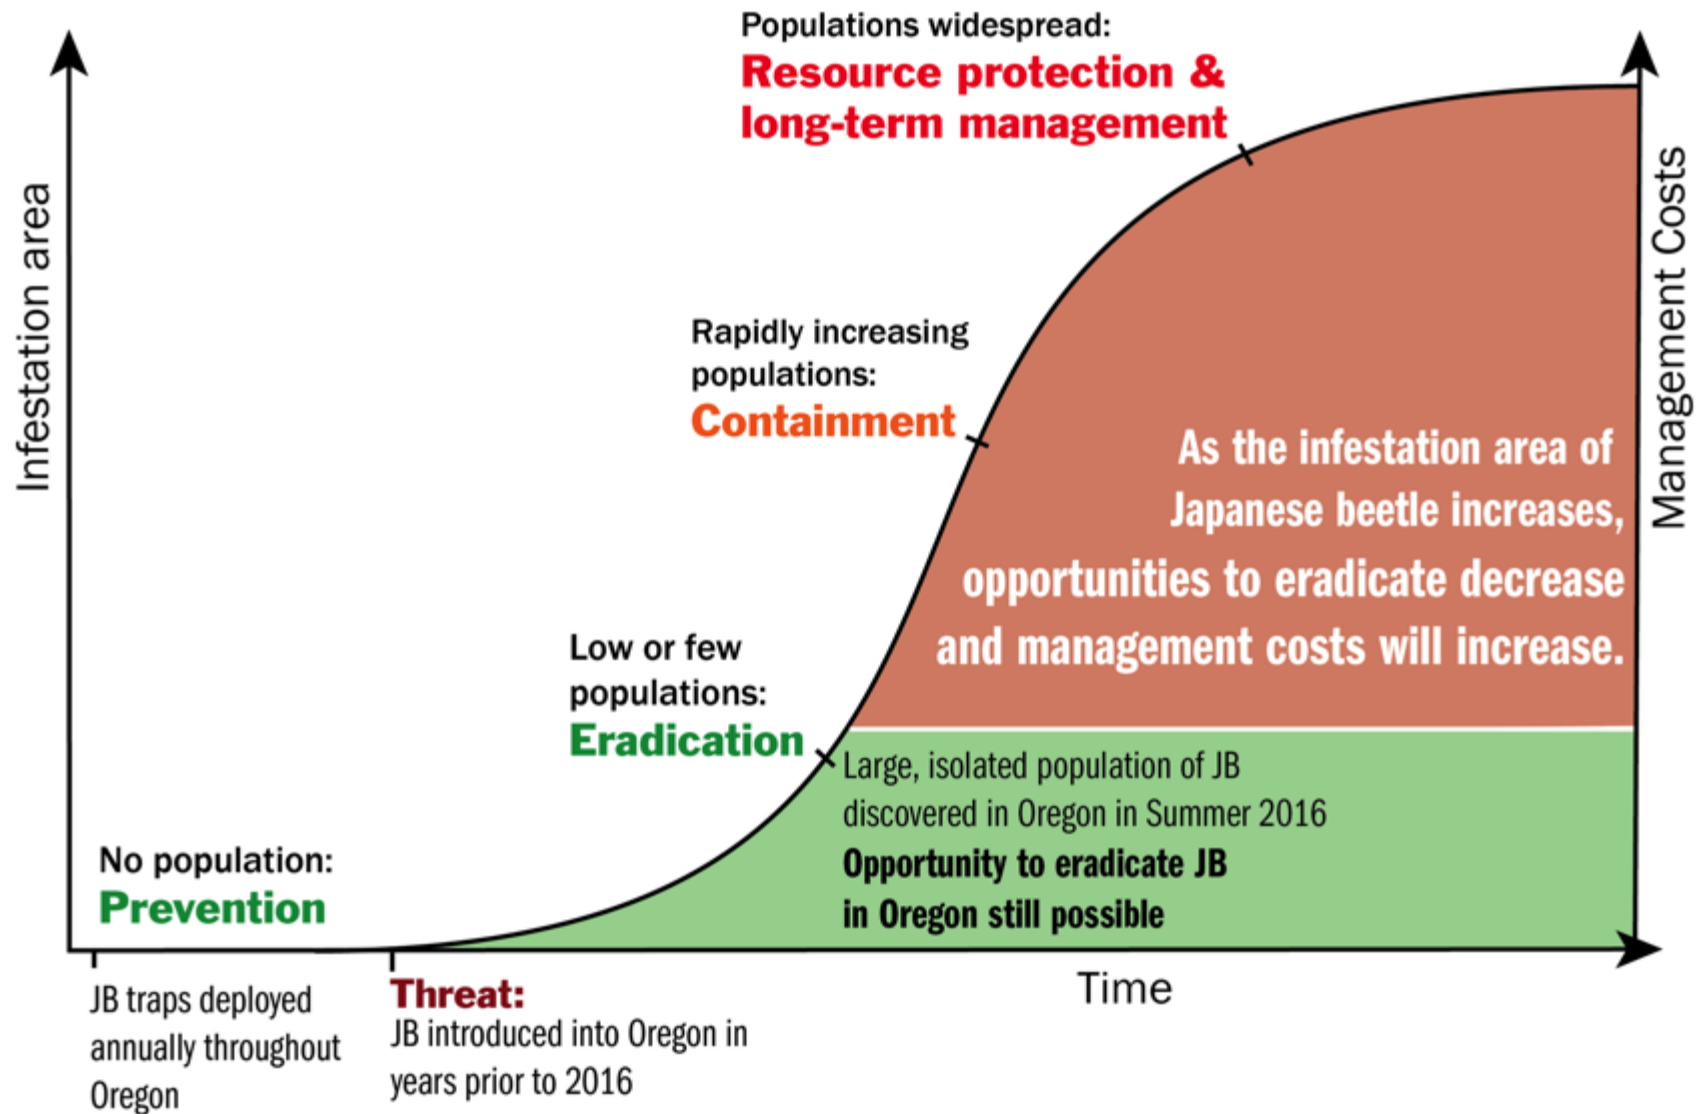 Populations widespread:
Resource protection &
long-term management
Infestation area
Management Costs
Rapidly increasing
populations:
Containment
As the infestation area of
Japanese beetle increases,
opportunities to eradicate decrease
and management costs will increase.
Low or few
populations:
Eradication
Large, isolated population of JB
discovered in Oregon in Summer 2016
Opportunity to eradicate JB
in Oregon still possible
No population:
Prevention
JB traps deployed
annually throughout
Oregon
Threat:
JB introduced into Oregon in
years prior to 2016
Time